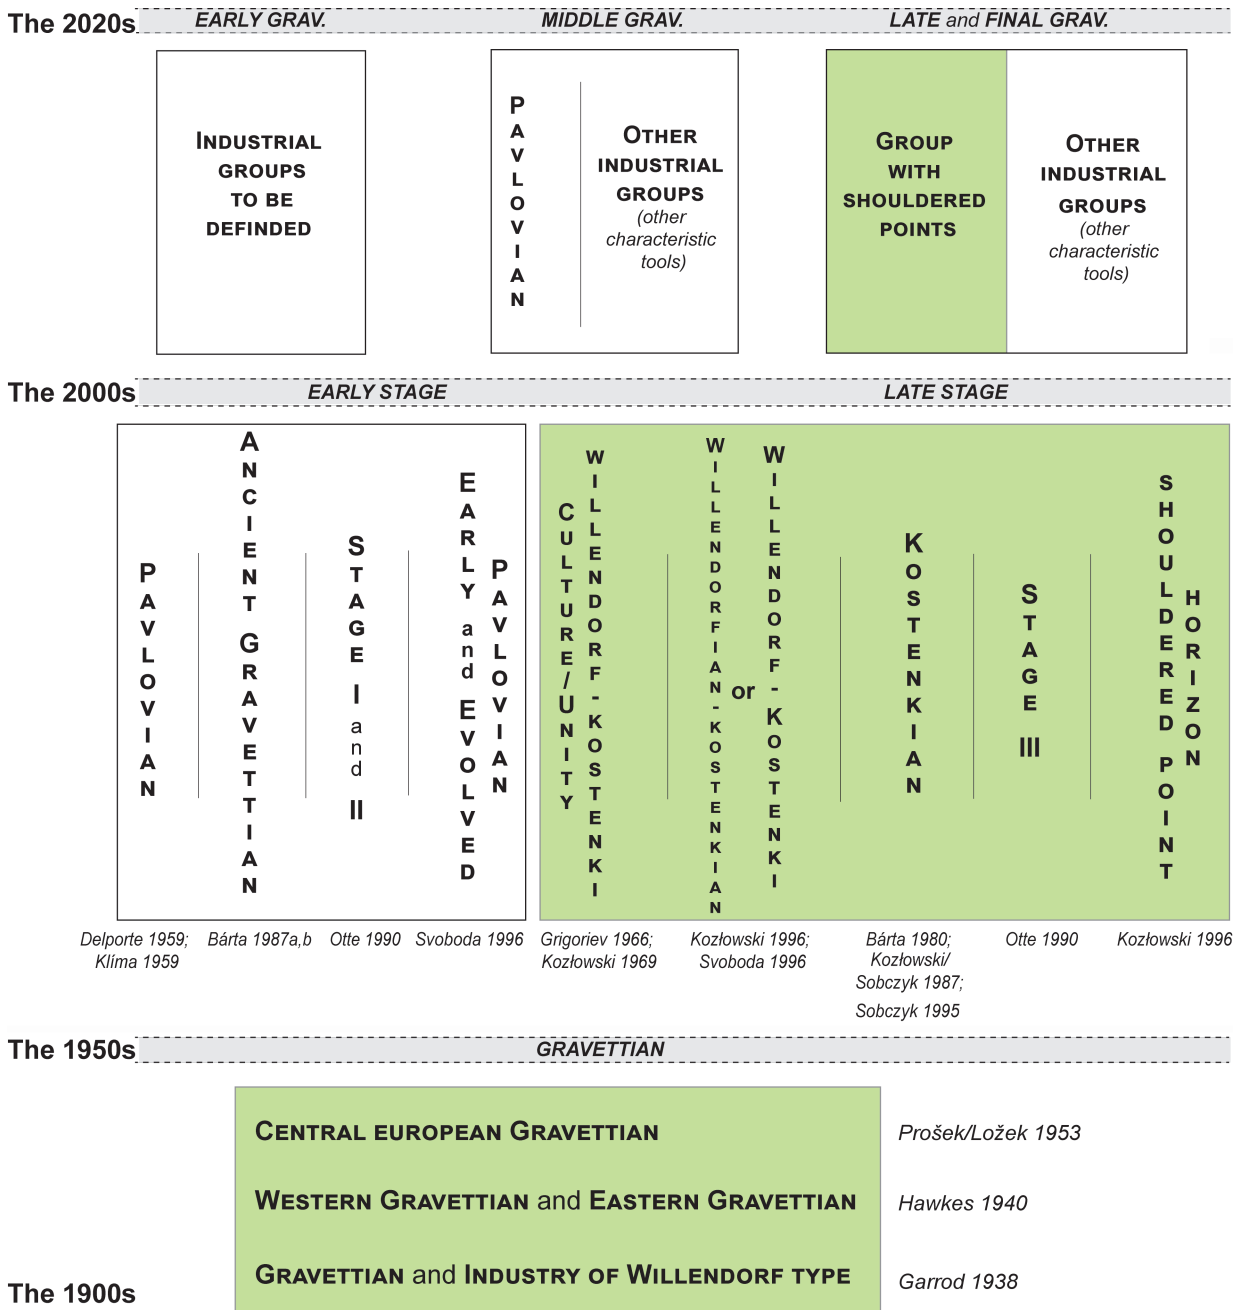 The 2020s
EARLY GRAV.
MIDDLE GRAV.
LATE and FINAL GRAV.
INDUSTRIAL
GROUPS
TO BE
DEFINDED
PAVLOVIAN
OTHER
INDUSTRIAL
GROUPS
(other
characteristic
tools)
GROUP
WITH
SHOULDERED
POINTS
OTHER
INDUSTRIAL
GROUPS
(other
characteristic
tools)
The 2000s
EARLY STAGE
LATE STAGE
PAVLOVIAN
ANCIENT GRAVETTIAN
STAGE I and II
EARLY and EVOLVED
PAVLOVIAN
CULTURE/UNITY
WILLENDORF-KOSTENKI
WILLENDORFIAN-KOSTENKIAN
or
WILLENDORF-KOSTENKI
KOSTENKIAN
STAGE III
SHOULDERED POINT
HORIZON
Delporte 1959;
Klíma 1959
Bárta 1987a,b
Otte 1990
Svoboda 1996
Grigoriev 1966;
Kozłowski 1969
Kozłowski 1996;
Svoboda 1996
Bárta 1980;
Kozłowski/
Sobczyk 1987;
Sobczyk 1995
Otte 1990
Kozłowski 1996
The 1950s
GRAVETTIAN
CENTRAL EUROPEAN GRAVETTIAN
Prošek/Ložek 1953
WESTERN GRAVETTIAN and EASTERN GRAVETTIAN
Hawkes 1940
GRAVETTIAN and INDUSTRY OF WILLENDORF TYPE
Garrod 1938
The 1900s